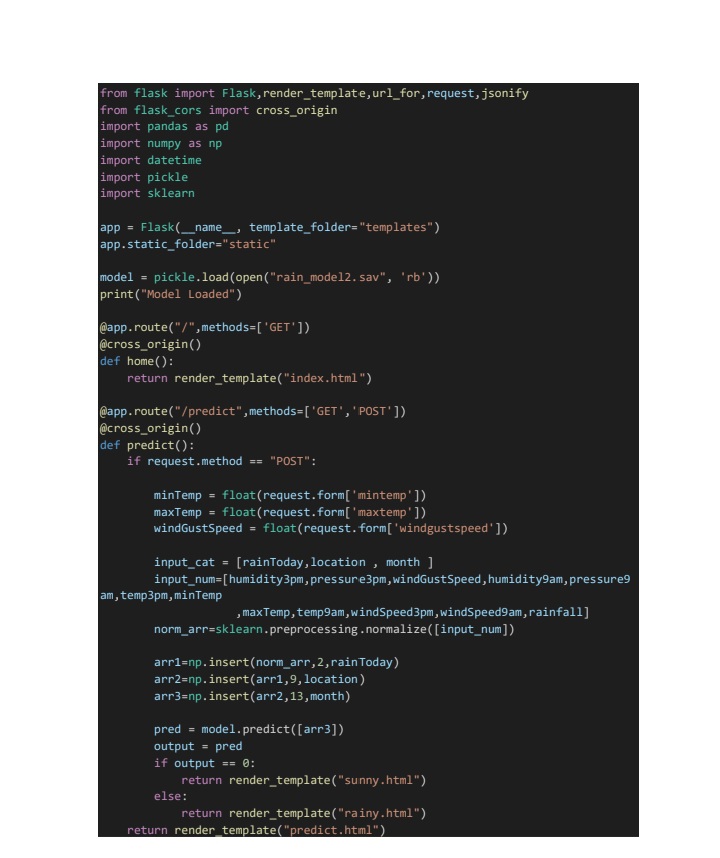 from flask import Flask,render_template,url_for,request,jsonify
from flask_cors import cross_origin
import pandas as pd
import numpy as np
import datetime
import pickle
import sklearn
app = Flask(__name__, template_folder="templates")
app.static_folder="static"
model = pickle.load(open("rain_model2.sav", 'rb'))
print("Model Loaded")
@app.route("/",methods=['GET'])
@cross_origin()
def home():
    return render_template("index.html")
@app.route("/predict",methods=['GET','POST'])
@cross_origin()
def predict():
    if request.method == "POST":
        minTemp = float(request.form['mintemp'])
        maxTemp = float(request.form['maxtemp'])
        windGustSpeed = float(request.form['windgustspeed'])
        input_cat = [rainToday,location , month ]
        input_num=[humidity3pm,pressure3pm,windGustSpeed,humidity9am,pressure9
am,temp3pm,minTemp
                    ,maxTemp,temp9am,windSpeed3pm,windSpeed9am,rainfall]
        norm_arr=sklearn.preprocessing.normalize([input_num])
        arr1=np.insert(norm_arr,2,rainToday)
        arr2=np.insert(arr1,9,location)
        arr3=np.insert(arr2,13,month)
        pred = model.predict([arr3])
        output = pred
        if output == 0:
            return render_template("sunny.html")
        else:
            return render_template("rainy.html")
    return render_template("predict.html")